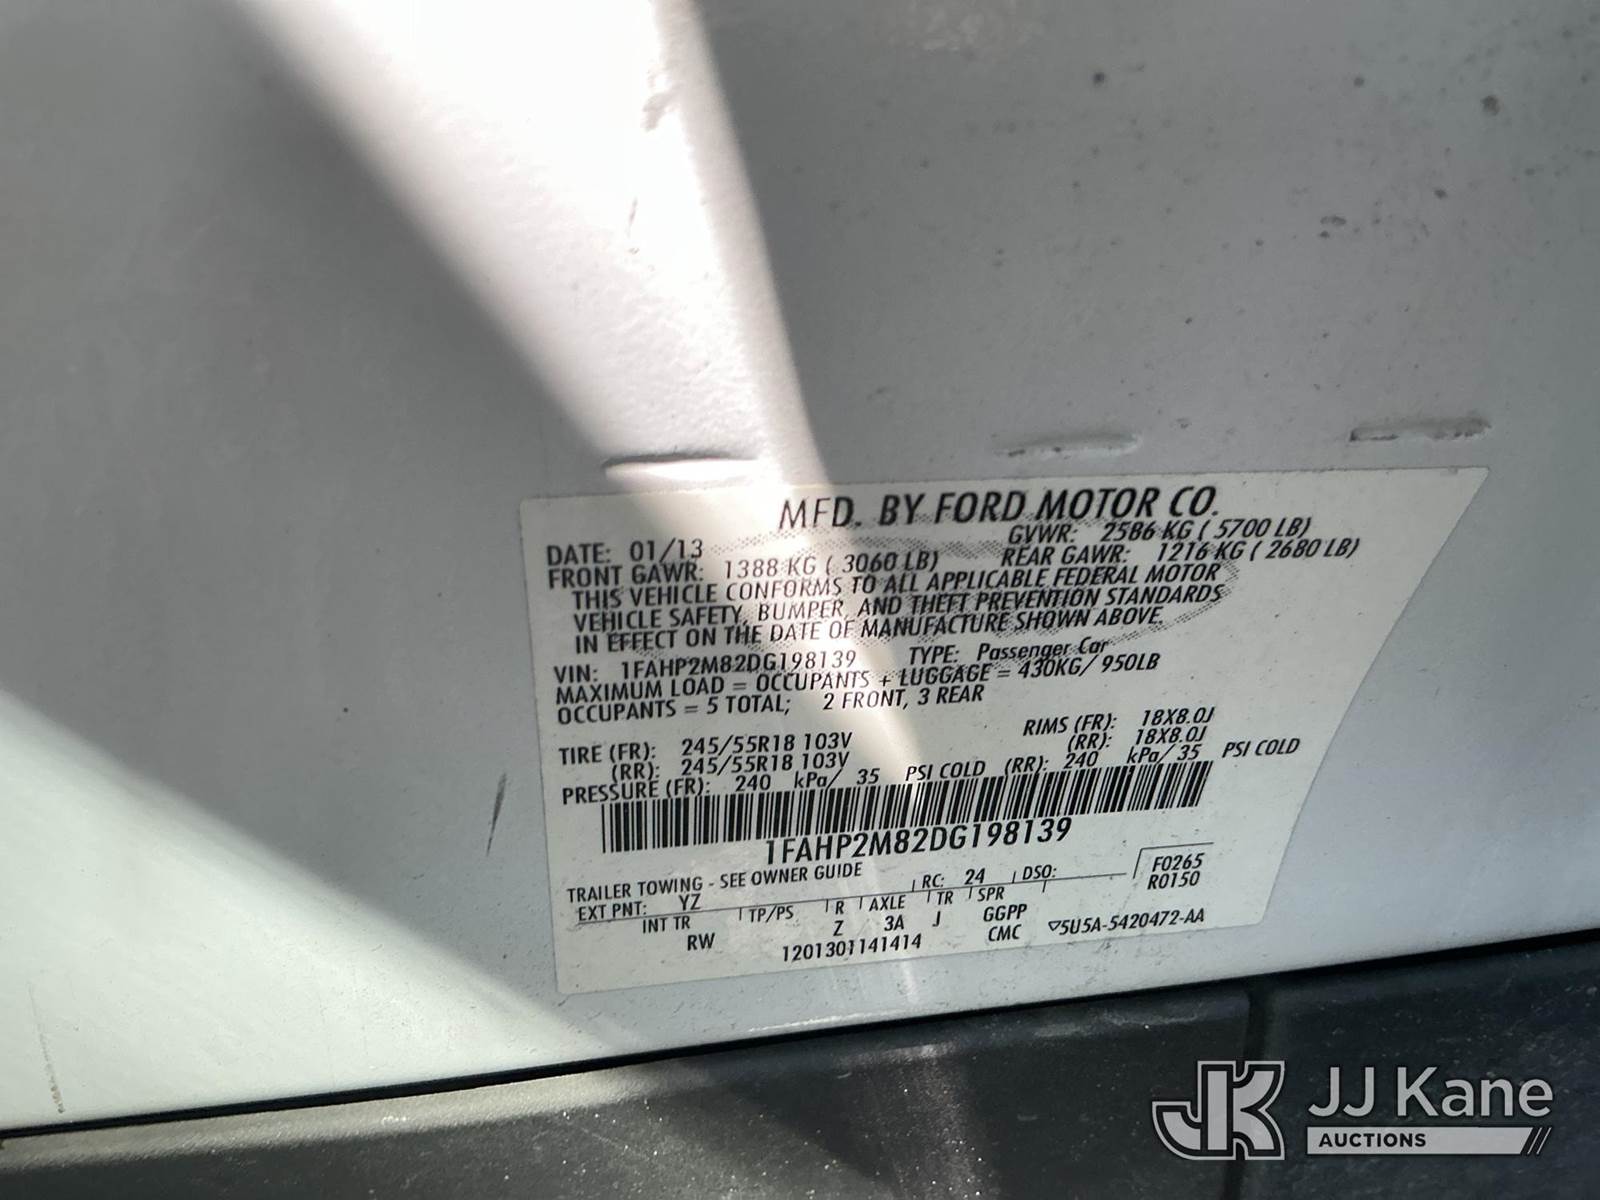 MFD. BY FORD MOTOR CO.
DATE: 01/13 GVWR: 2586 KG ( 5700 LB)
FRONT GAWR: 1388 KG ( 3060 LB) REAR GAWR: 1216 KG ( 2680 LB)
THIS VEHICLE CONFORMS TO ALL APPLICABLE FEDERAL MOTOR
VEHICLE SAFETY, BUMPER, AND THEFT PREVENTION STANDARDS
IN EFFECT ON THE DATE OF MANUFACTURE SHOWN ABOVE.
VIN: 1FAHP2M82DG198139 TYPE: Passenger Car
MAXIMUM LOAD = OCCUPANTS + LUGGAGE = 430KG/ 950LB
OCCUPANTS = 5 TOTAL; 2 FRONT, 3 REAR
TIRE (FR): 245/55R18 103V RIMS (FR): 18X8.0J
(RR): 245/55R18 103V (RR): 18X8.0J
PRESSURE (FR): 240 kPa/ 35 PSI COLD (RR): 240 kPa/ 35 PSI COLD
1FAHP2M82DG198139
TRAILER TOWING - SEE OWNER GUIDE
EXT PNT: YZ RC: 24 DSO: F0265
INT TR TP/PS R AXLE TR SPR R0150
RW Z 3A J GGPP
1201301141414 CMC ▽5U5A-5420472-AA
JK JJ Kane
AUCTIONS